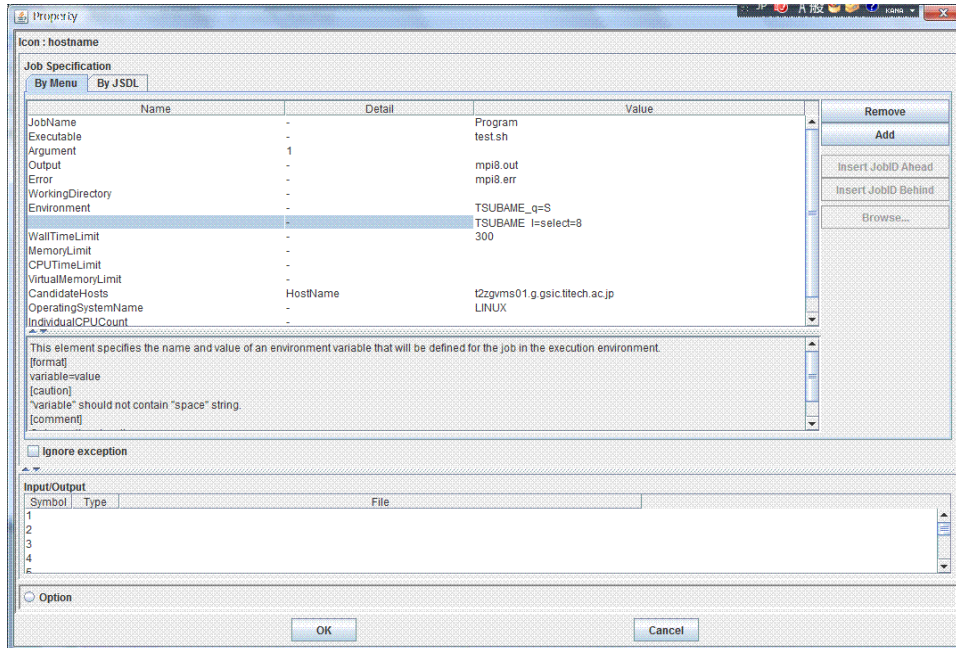 Property
JP A 般 KANA
Icon : hostname
Job Specification
By Menu By JSDL
Name Detail Value
JobName - Program
Executable - test.sh
Argument 1
Output - mpi8.out
Error - mpi8.err
WorkingDirectory -
Environment - TSUBAME_q=S
- TSUBAME_l=select=8
WallTimeLimit - 300
MemoryLimit -
CPUTimeLimit -
VirtualMemoryLimit -
CandidateHosts HostName t2zgvms01.g.gsic.titech.ac.jp
OperatingSystemName - LINUX
IndividualCPUCount -
Remove
Add
Insert JobID Ahead
Insert JobID Behind
Browse...
This element specifies the name and value of an environment variable that will be defined for the job in the execution environment.
[format]
variable=value
[caution]
"variable" should not contain "space" string.
[comment]
Ignore exception
Input/Output
Symbol Type File
1
2
3
4
5
Option
OK Cancel